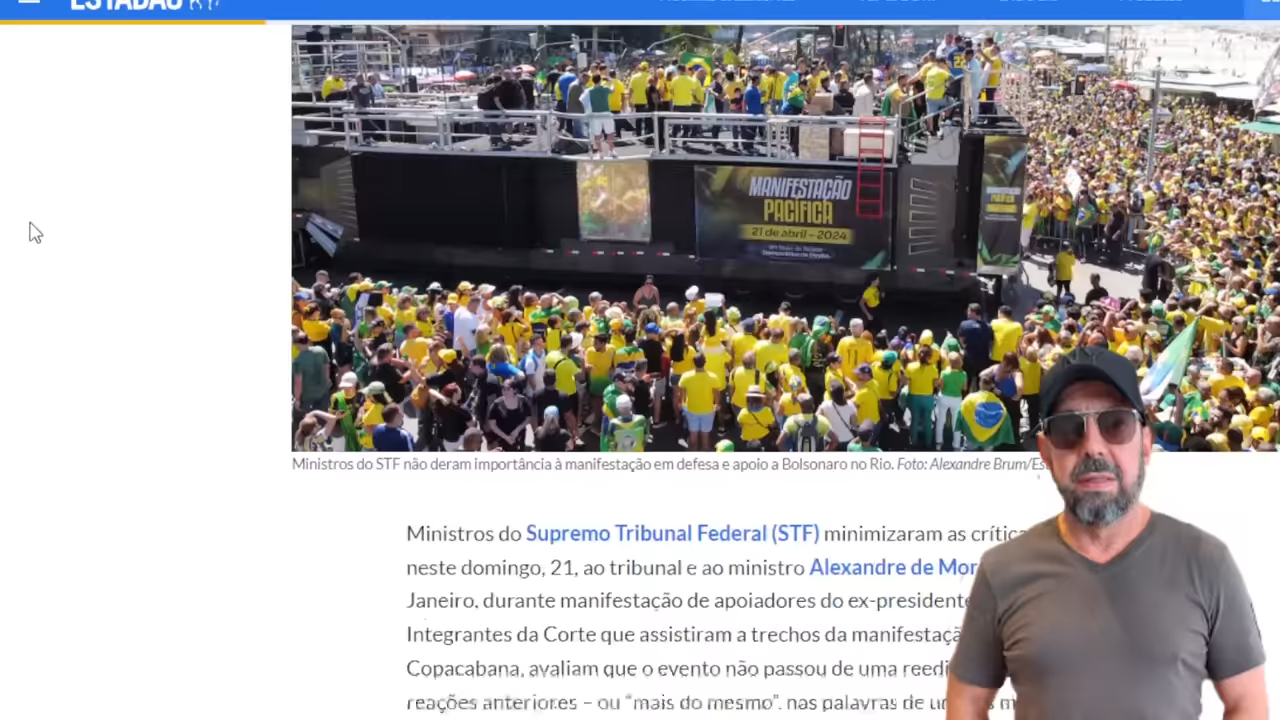 ESTADÃO
MANIFESTAÇÃO
PACÍFICA
21 de abril - 2024
Ministros do STF não deram importância à manifestação em defesa e apoio a Bolsonaro no Rio. Foto: Alexandre Brum/Es
Ministros do Supremo Tribunal Federal (STF) minimizaram as crític
neste domingo, 21, ao tribunal e ao ministro Alexandre de Mor
Janeiro, durante manifestação de apoiadores do ex-presidente
Integrantes da Corte que assistiram a trechos da manifestaçã
Copacabana, avaliam que o evento não passou de uma reedi
reações anteriores – ou "mais do mesmo", nas palavras de